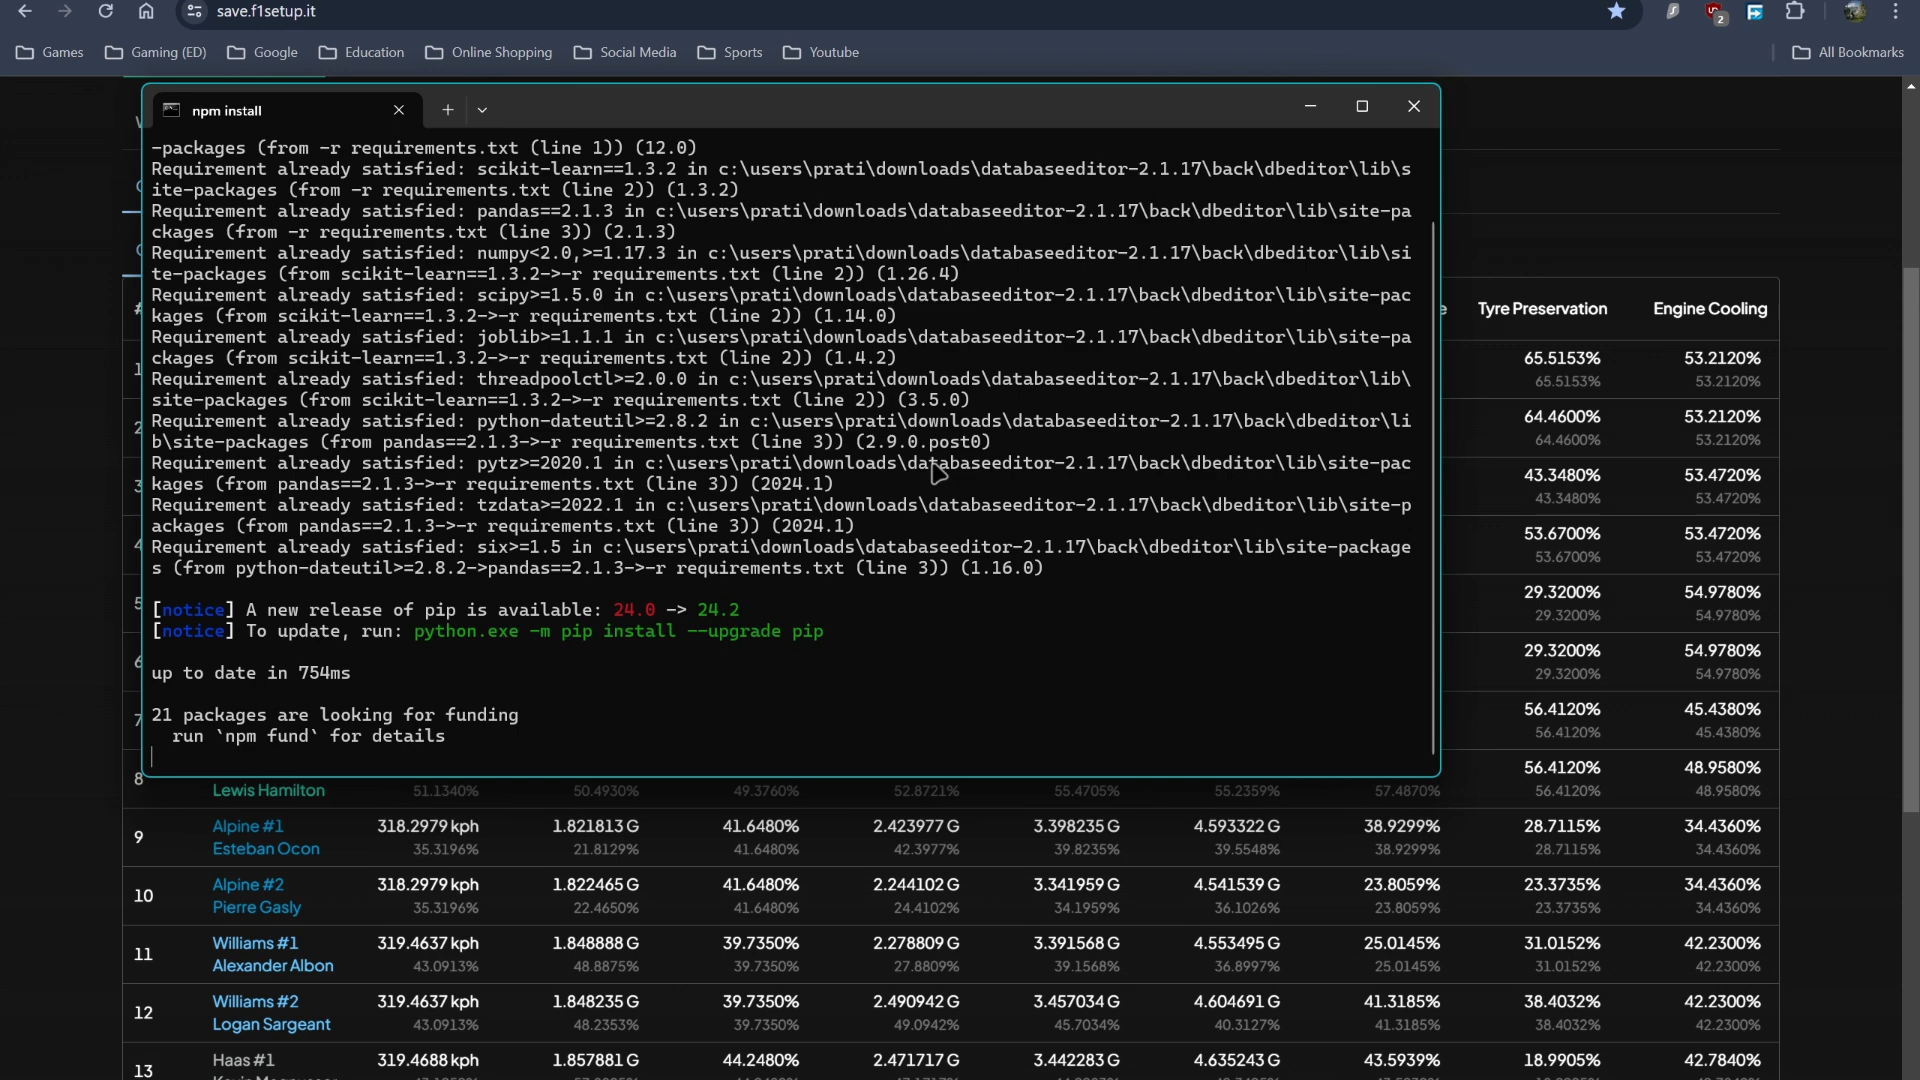 save.f1setup.it
2
Games Gaming (ED) Google Education Online Shopping Social Media Sports Youtube All Bookmarks
npm install
-packages (from -r requirements.txt (line 1)) (12.0)
Requirement already satisfied: scikit-learn==1.3.2 in c:\users\prati\downloads\databaseeditor-2.1.17\back\dbeditor\lib\s
ite-packages (from -r requirements.txt (line 2)) (1.3.2)
Requirement already satisfied: pandas==2.1.3 in c:\users\prati\downloads\databaseeditor-2.1.17\back\dbeditor\lib\site-pa
ckages (from -r requirements.txt (line 3)) (2.1.3)
Requirement already satisfied: numpy<2.0,>=1.17.3 in c:\users\prati\downloads\databaseeditor-2.1.17\back\dbeditor\lib\si
te-packages (from scikit-learn==1.3.2->-r requirements.txt (line 2)) (1.26.4)
Requirement already satisfied: scipy>=1.5.0 in c:\users\prati\downloads\databaseeditor-2.1.17\back\dbeditor\lib\site-pac
kages (from scikit-learn==1.3.2->-r requirements.txt (line 2)) (1.14.0)
Requirement already satisfied: joblib>=1.1.1 in c:\users\prati\downloads\databaseeditor-2.1.17\back\dbeditor\lib\site-pa
ckages (from scikit-learn==1.3.2->-r requirements.txt (line 2)) (1.4.2)
Requirement already satisfied: threadpoolctl>=2.0.0 in c:\users\prati\downloads\databaseeditor-2.1.17\back\dbeditor\lib\
site-packages (from scikit-learn==1.3.2->-r requirements.txt (line 2)) (3.5.0)
Requirement already satisfied: python-dateutil>=2.8.2 in c:\users\prati\downloads\databaseeditor-2.1.17\back\dbeditor\li
b\site-packages (from pandas==2.1.3->-r requirements.txt (line 3)) (2.9.0.post0)
Requirement already satisfied: pytz>=2020.1 in c:\users\prati\downloads\databaseeditor-2.1.17\back\dbeditor\lib\site-pac
kages (from pandas==2.1.3->-r requirements.txt (line 3)) (2024.1)
Requirement already satisfied: tzdata>=2022.1 in c:\users\prati\downloads\databaseeditor-2.1.17\back\dbeditor\lib\site-p
ackages (from pandas==2.1.3->-r requirements.txt (line 3)) (2024.1)
Requirement already satisfied: six>=1.5 in c:\users\prati\downloads\databaseeditor-2.1.17\back\dbeditor\lib\site-package
s (from python-dateutil>=2.8.2->pandas==2.1.3->-r requirements.txt (line 3)) (1.16.0)
[notice] A new release of pip is available: 24.0 -> 24.2
[notice] To update, run: python.exe -m pip install --upgrade pip
up to date in 754ms
21 packages are looking for funding
run `npm fund` for details
# Tyre Preservation Engine Cooling
1 65.5153% 53.2120%
65.5153% 53.2120%
2 64.4600% 53.2120%
64.4600% 53.2120%
3 43.3480% 53.4720%
43.3480% 53.4720%
4 53.6700% 53.4720%
53.6700% 53.4720%
5 29.3200% 54.9780%
29.3200% 54.9780%
6 29.3200% 54.9780%
29.3200% 54.9780%
7 56.4120% 45.4380%
56.4120% 45.4380%
8 56.4120% 48.9580%
Lewis Hamilton 51.1340% 50.4930% 49.3760% 52.8721% 55.4705% 55.2359% 57.4870% 56.4120% 48.9580%
9 Alpine #1 318.2979 kph 1.821813 G 41.6480% 2.423977 G 3.398235 G 4.593322 G 38.9299% 28.7115% 34.4360%
Esteban Ocon 35.3196% 21.8129% 41.6480% 42.3977% 39.8235% 39.5548% 38.9299% 28.7115% 34.4360%
10 Alpine #2 318.2979 kph 1.822465 G 41.6480% 2.244102 G 3.341959 G 4.541539 G 23.8059% 23.3735% 34.4360%
Pierre Gasly 35.3196% 22.4650% 41.6480% 24.4102% 34.1959% 36.1026% 23.8059% 23.3735% 34.4360%
11 Williams #1 319.4637 kph 1.848888 G 39.7350% 2.278809 G 3.391568 G 4.553495 G 25.0145% 31.0152% 42.2300%
Alexander Albon 43.0913% 48.8875% 39.7350% 27.8809% 39.1568% 36.8997% 25.0145% 31.0152% 42.2300%
12 Williams #2 319.4637 kph 1.848235 G 39.7350% 2.490942 G 3.457034 G 4.604691 G 41.3185% 38.4032% 42.2300%
Logan Sargeant 43.0913% 48.2353% 39.7350% 49.0942% 45.7034% 40.3127% 41.3185% 38.4032% 42.2300%
13 Haas #1 319.4688 kph 1.857881 G 44.2480% 2.471717 G 3.442283 G 4.635243 G 43.5939% 18.9905% 42.7840%